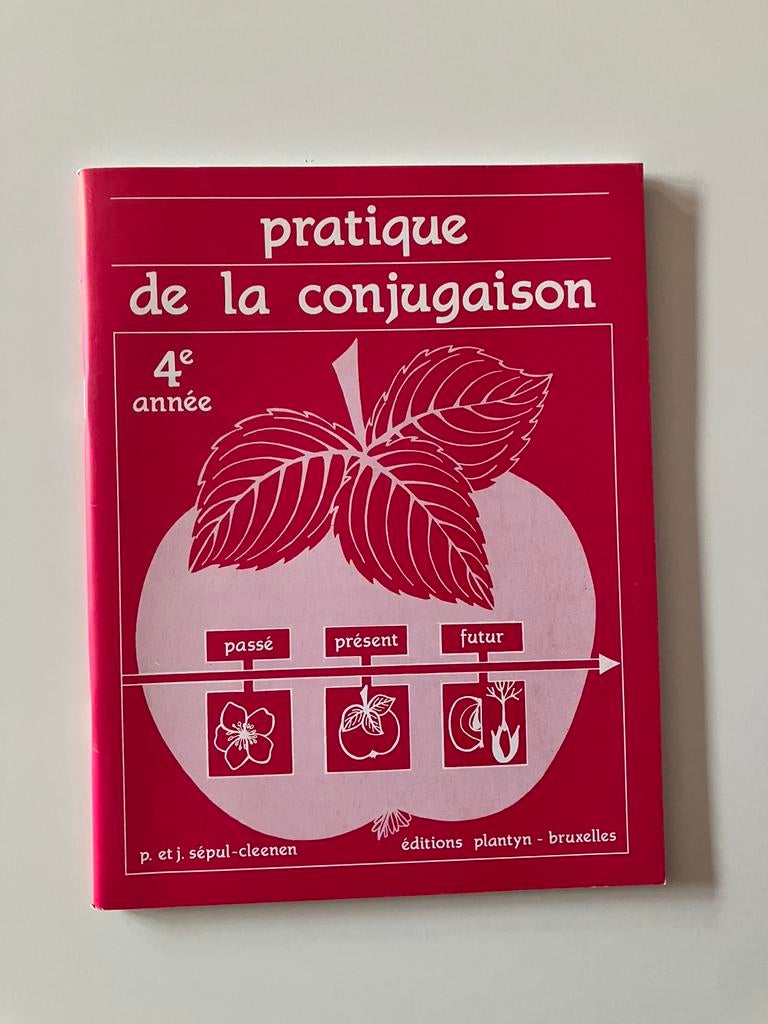 pratique
de la conjugaison
4e
année
passé présent futur
p. et j. sépul-cleenen
éditions plantyn - bruxelles